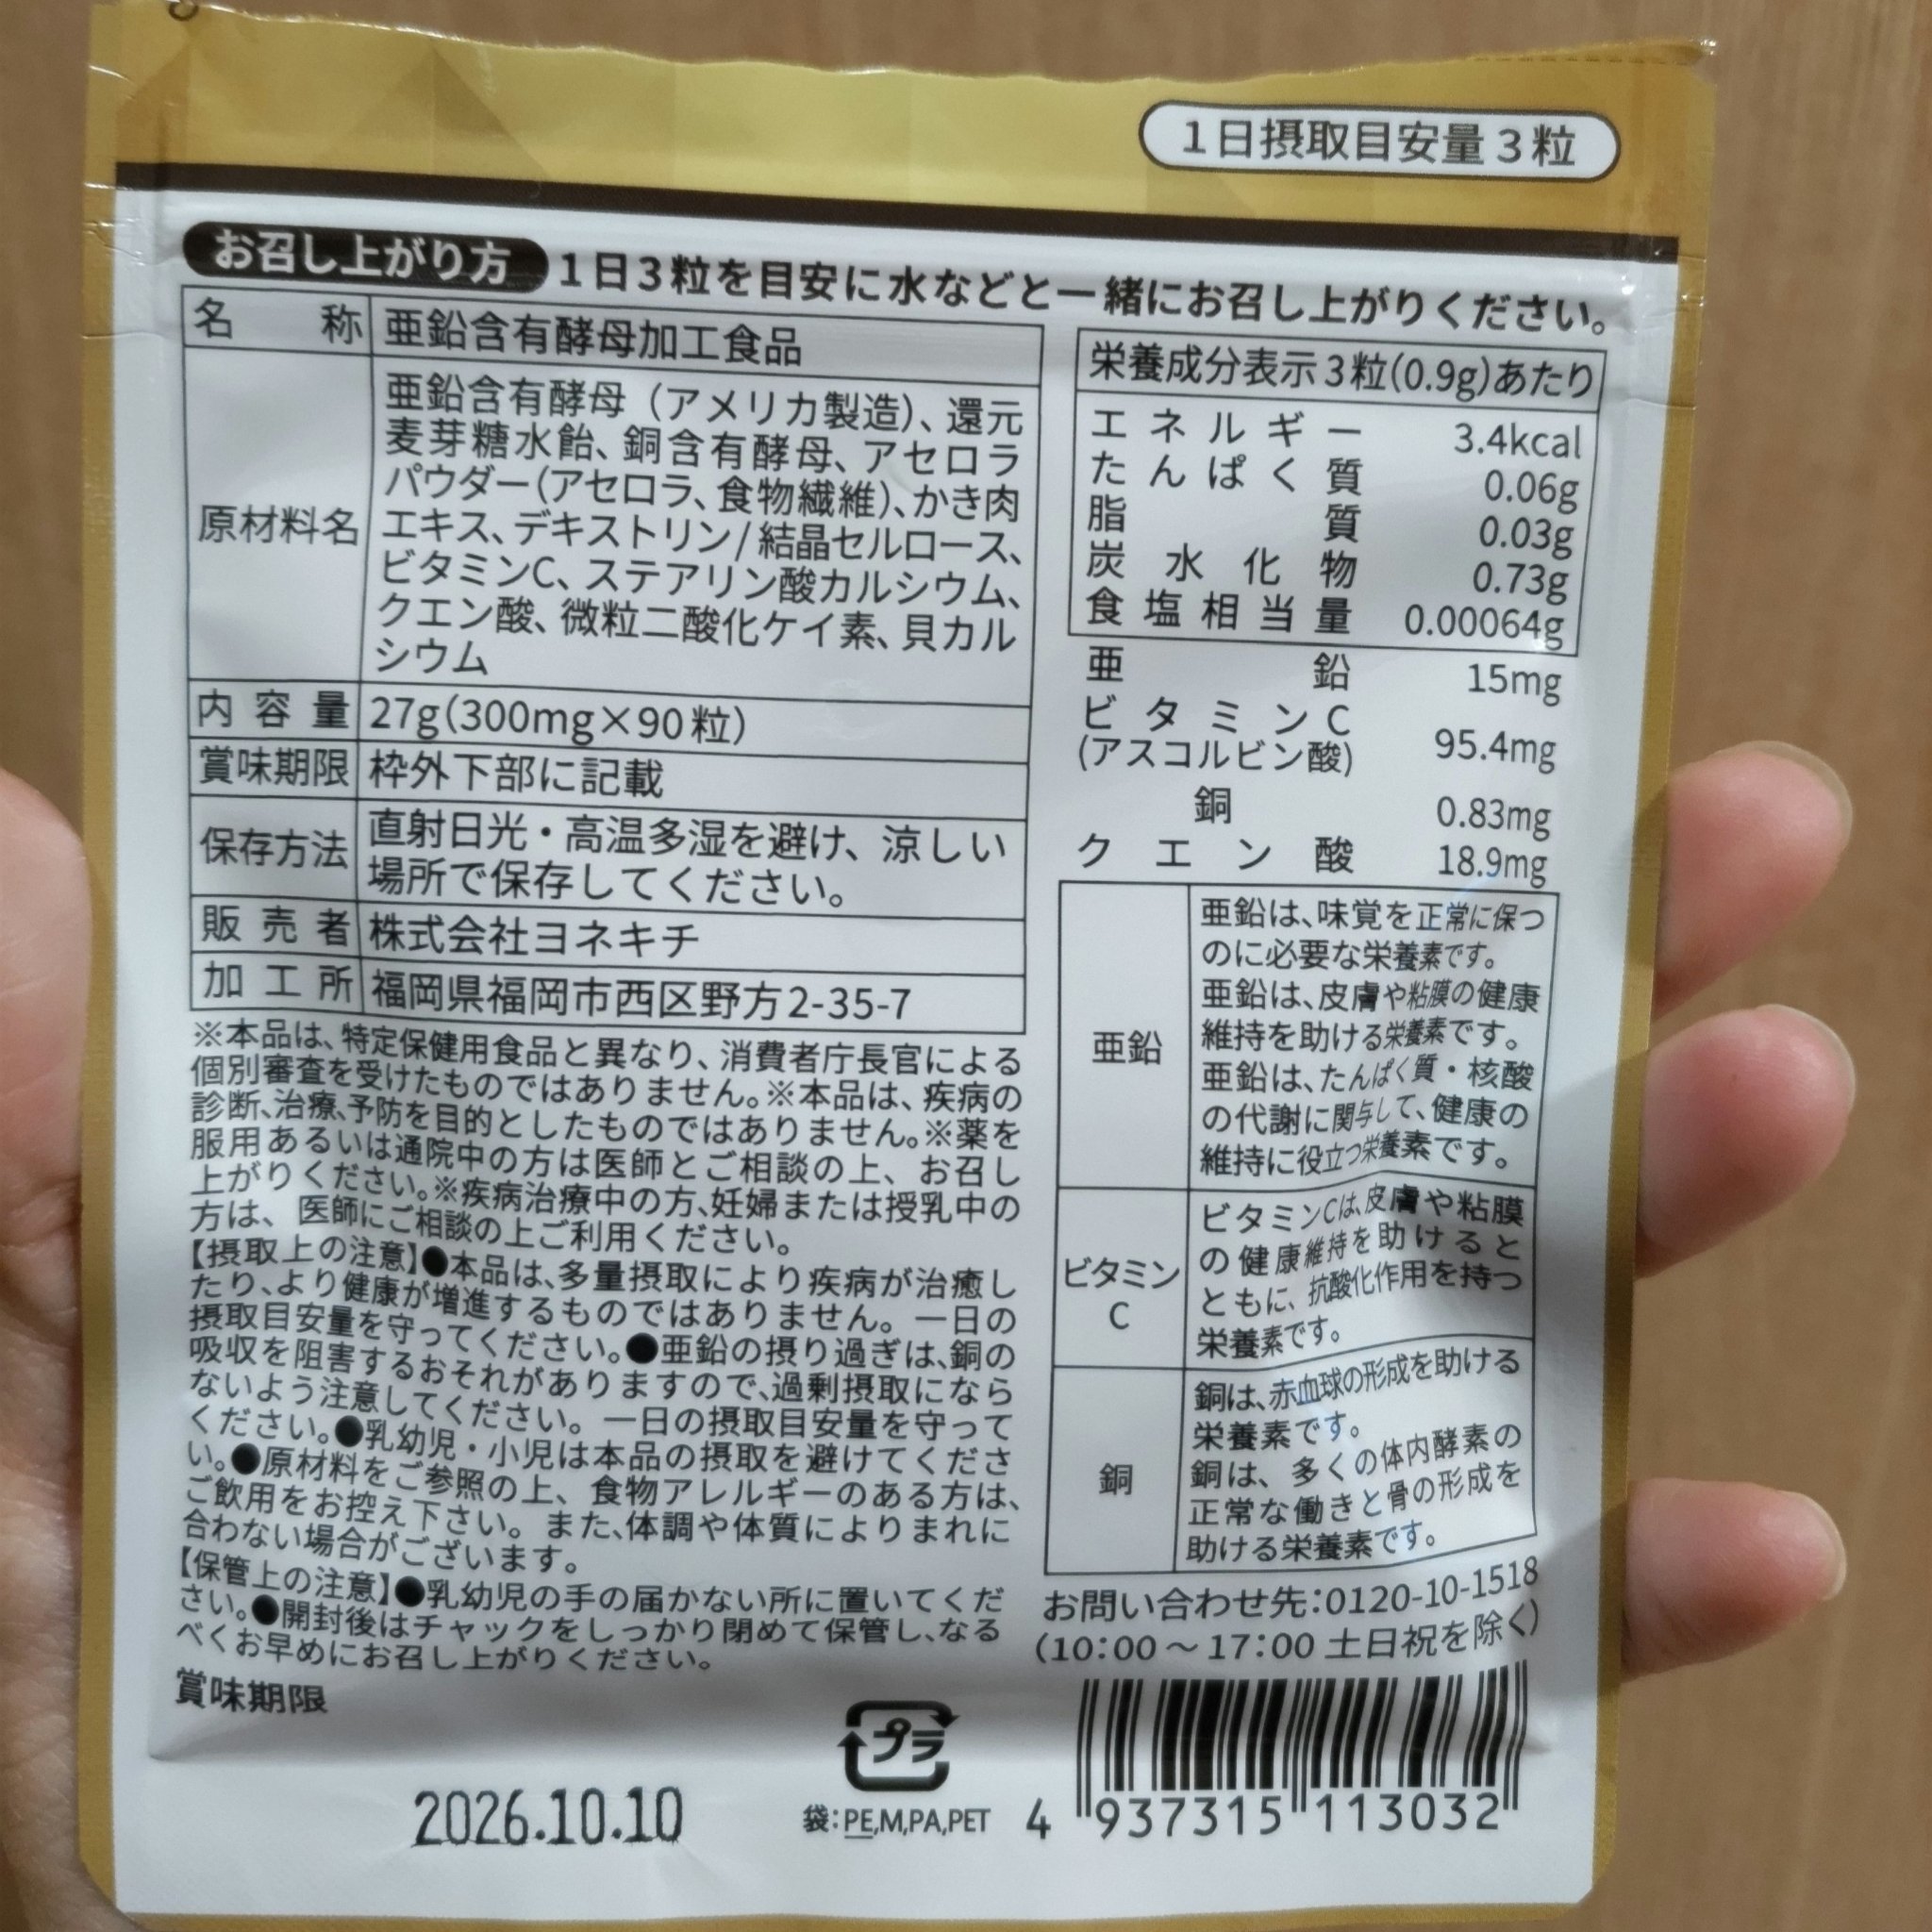 1日摂取目安量3粒
お召し上がり方 1日3粒を目安に水などと一緒にお召し上がりください。
名称 亜鉛含有酵母加工食品
原材料名 亜鉛含有酵母(アメリカ製造)、還元
麦芽糖水飴、銅含有酵母、アセロラ
パウダー(アセロラ、食物繊維)、かき肉
エキス、デキストリン/結晶セルロース、
ビタミンC、ステアリン酸カルシウム、
クエン酸、微粒二酸化ケイ素、貝カル
シウム
内容量 27g(300mg×90粒)
賞味期限 枠外下部に記載
保存方法 直射日光・高温多湿を避け、涼しい
場所で保存してください。
販売者 株式会社ヨネキチ
加工所 福岡県福岡市西区野方2-35-7
※本品は、特定保健用食品と異なり、消費者庁長官による
個別審査を受けたものではありません。※本品は、疾病の
診断、治療、予防を目的としたものではありません。※薬を
服用あるいは通院中の方は医師とご相談の上、お召し
上がりください。※疾病治療中の方、妊婦または授乳中の
方は、医師にご相談の上ご利用ください。
【摂取上の注意】●本品は、多量摂取により疾病が治癒し
たり、より健康が増進するものではありません。一日の
摂取目安量を守ってください。●亜鉛の摂り過ぎは、銅の
吸収を阻害するおそれがありますので、過剰摂取になら
ないよう注意してください。一日の摂取目安量を守って
ください。●乳幼児・小児は本品の摂取を避けてくださ
い。●原材料をご参照の上、食物アレルギーのある方は、
ご飲用をお控え下さい。また、体調や体質によりまれに
合わない場合がございます。
【保管上の注意】●乳幼児の手の届かない所に置いてくだ
さい。●開封後はチャックをしっかり閉めて保管し、なる
べくお早めにお召し上がりください。
賞味期限
2026.10.10
栄養成分表示3粒(0.9g)あたり
エネルギー 3.4kcal
たんぱく質 0.06g
脂質 0.03g
炭水化物 0.73g
食塩相当量 0.00064g
亜鉛 15mg
ビタミンC
(アスコルビン酸) 95.4mg
銅 0.83mg
クエン酸 18.9mg
亜鉛 亜鉛は、味覚を正常に保つ
のに必要な栄養素です。
亜鉛は、皮膚や粘膜の健康
維持を助ける栄養素です。
亜鉛は、たんぱく質・核酸
の代謝に関与して、健康の
維持に役立つ栄養素です。
ビタミン
C
ビタミンCは、皮膚や粘膜
の健康維持を助けると
ともに、抗酸化作用を持つ
栄養素です。
銅 銅は、赤血球の形成を助ける
栄養素です。
銅は、多くの体内酵素の
正常な働きと骨の形成を
助ける栄養素です。
お問い合わせ先:0120-10-1518
(10:00〜17:00 土日祝を除く)
プラ
袋:PE,M,PA,PET
4 937315 113032